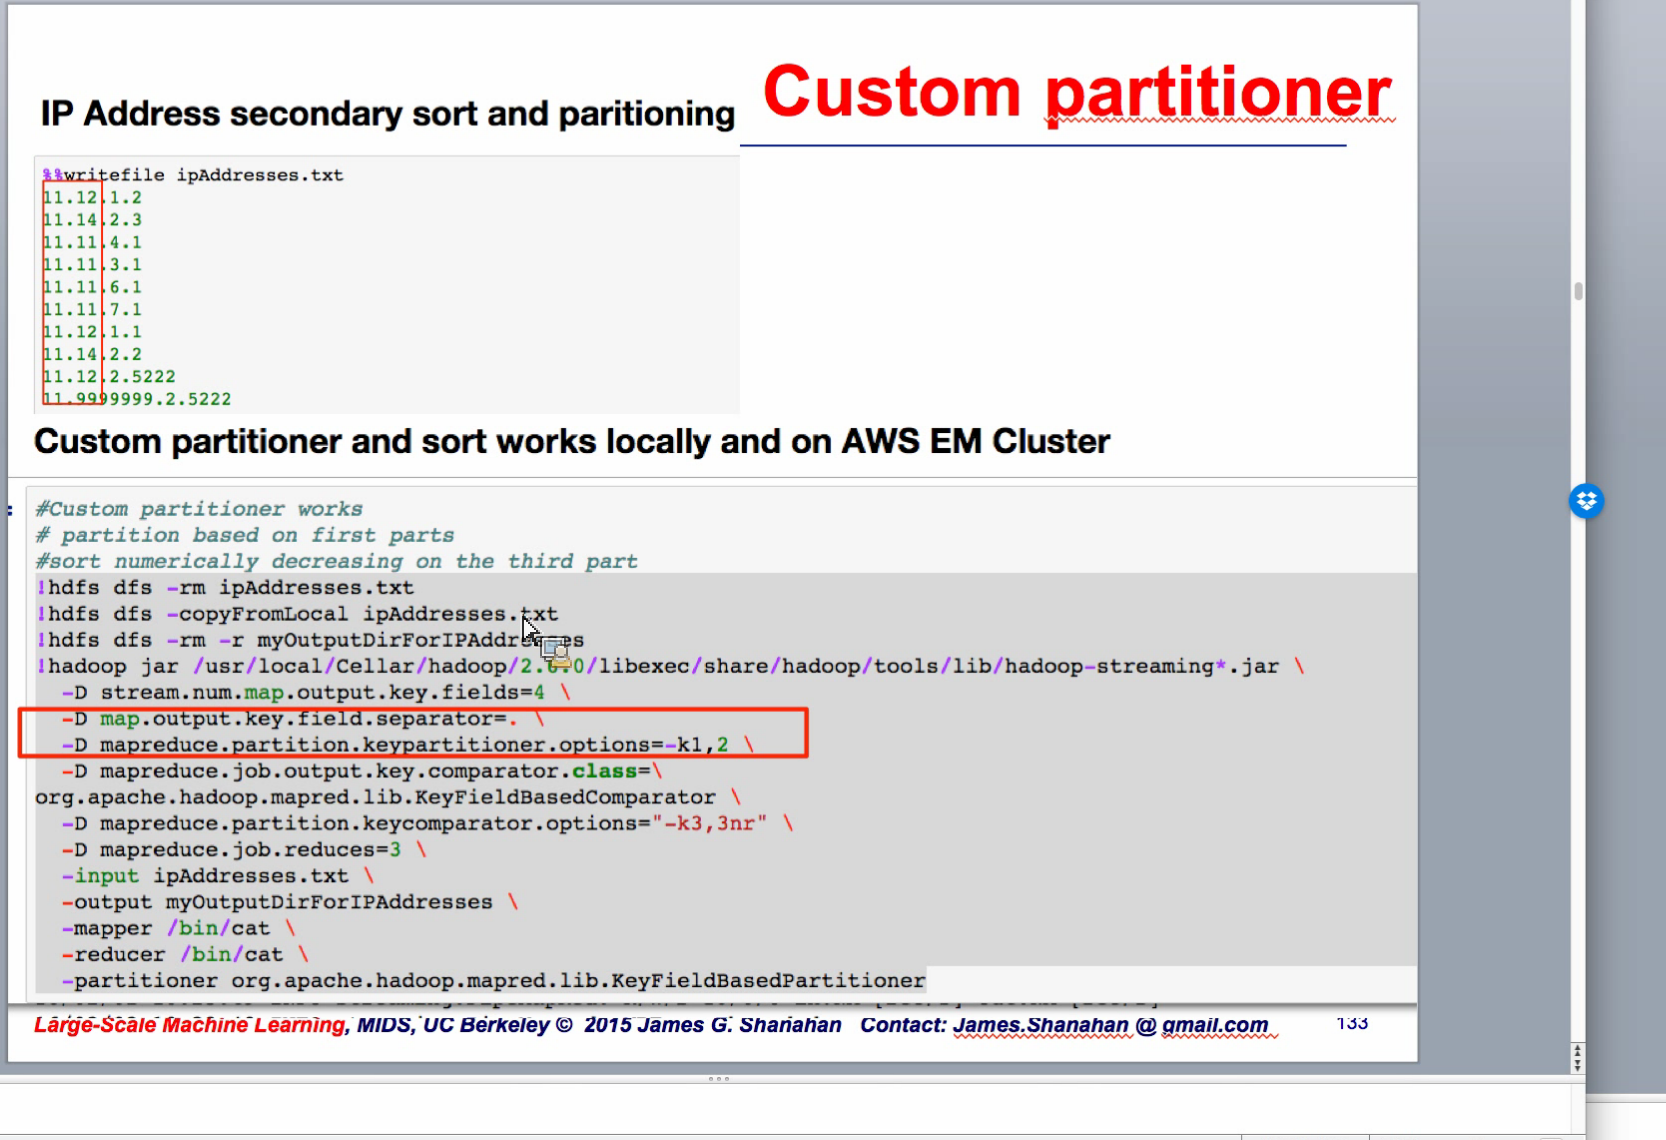 Custom partitioner
IP Address secondary sort and paritioning
%%writefile ipAddresses.txt
11.12.1.2
11.14.2.3
11.11.4.1
11.11.3.1
11.11.6.1
11.11.7.1
11.12.1.1
11.14.2.2
11.12.2.5222
11.9999999.2.5222
Custom partitioner and sort works locally and on AWS EM Cluster
#Custom partitioner works
# partition based on first parts
#sort numerically decreasing on the third part
!hdfs dfs -rm ipAddresses.txt
!hdfs dfs -copyFromLocal ipAddresses.txt
!hdfs dfs -rm -r myOutputDirForIPAddresses
!hadoop jar /usr/local/Cellar/hadoop/2.6.0/libexec/share/hadoop/tools/lib/hadoop-streaming*.jar \
-D stream.num.map.output.key.fields=4 \
-D map.output.key.field.separator=. \
-D mapreduce.partition.keypartitioner.options=-k1,2 \
-D mapreduce.job.output.key.comparator.class=\
org.apache.hadoop.mapred.lib.KeyFieldBasedComparator \
-D mapreduce.partition.keycomparator.options="-k3,3nr" \
-D mapreduce.job.reduces=3 \
-input ipAddresses.txt \
-output myOutputDirForIPAddresses \
-mapper /bin/cat \
-reducer /bin/cat \
-partitioner org.apache.hadoop.mapred.lib.KeyFieldBasedPartitioner
Large-Scale Machine Learning, MIDS, UC Berkeley © 2015 James G. Shanahan Contact: James.Shanahan @ gmail.com 133